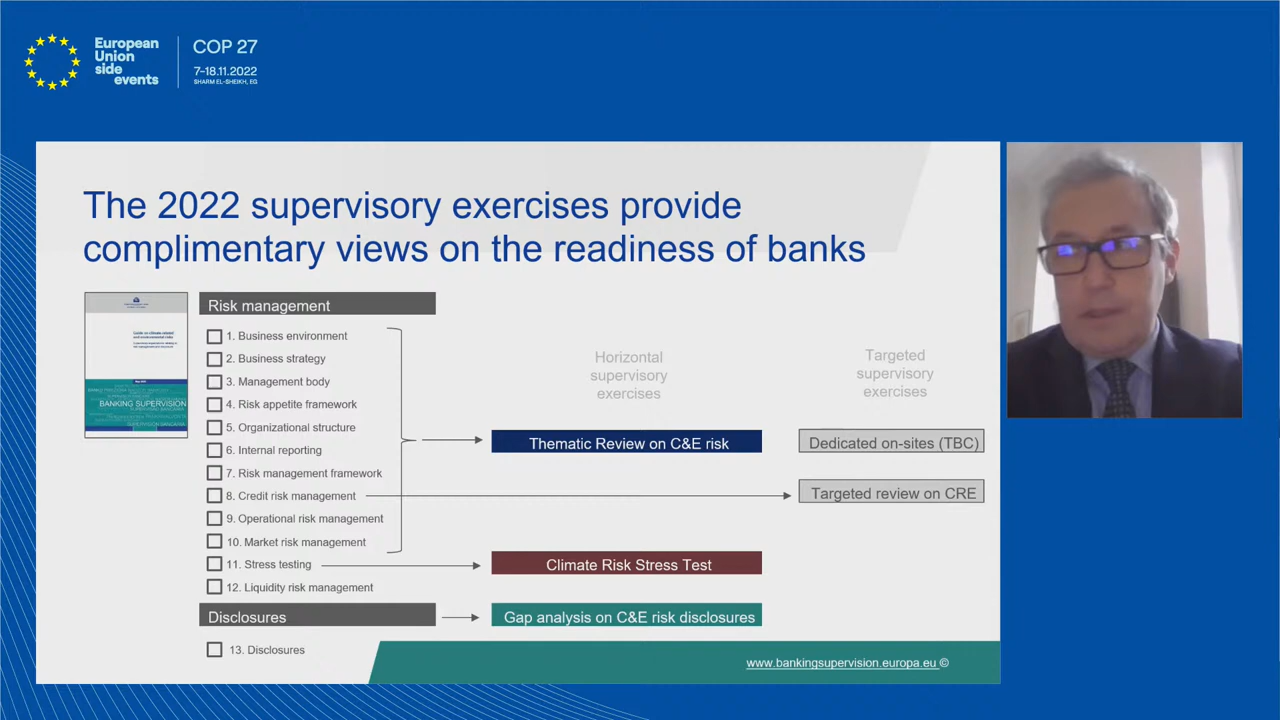 European
Union
side
events
COP 27
7-18.11.2022
SHARM EL-SHEIKH, EG
The 2022 supervisory exercises provide
complimentary views on the readiness of banks
BANKING SUPERVISION
Risk management
1. Business environment
2. Business strategy
3. Management body
4. Risk appetite framework
5. Organizational structure
6. Internal reporting
7. Risk management framework
8. Credit risk management
9. Operational risk management
10. Market risk management
11. Stress testing
12. Liquidity risk management
Disclosures
13. Disclosures
Horizontal
supervisory
exercises
Thematic Review on C&E risk
Climate Risk Stress Test
Gap analysis on C&E risk disclosures
Targeted
supervisory
exercises
Dedicated on-sites (TBC)
Targeted review on CRE
www.bankingsupervision.europa.eu ©